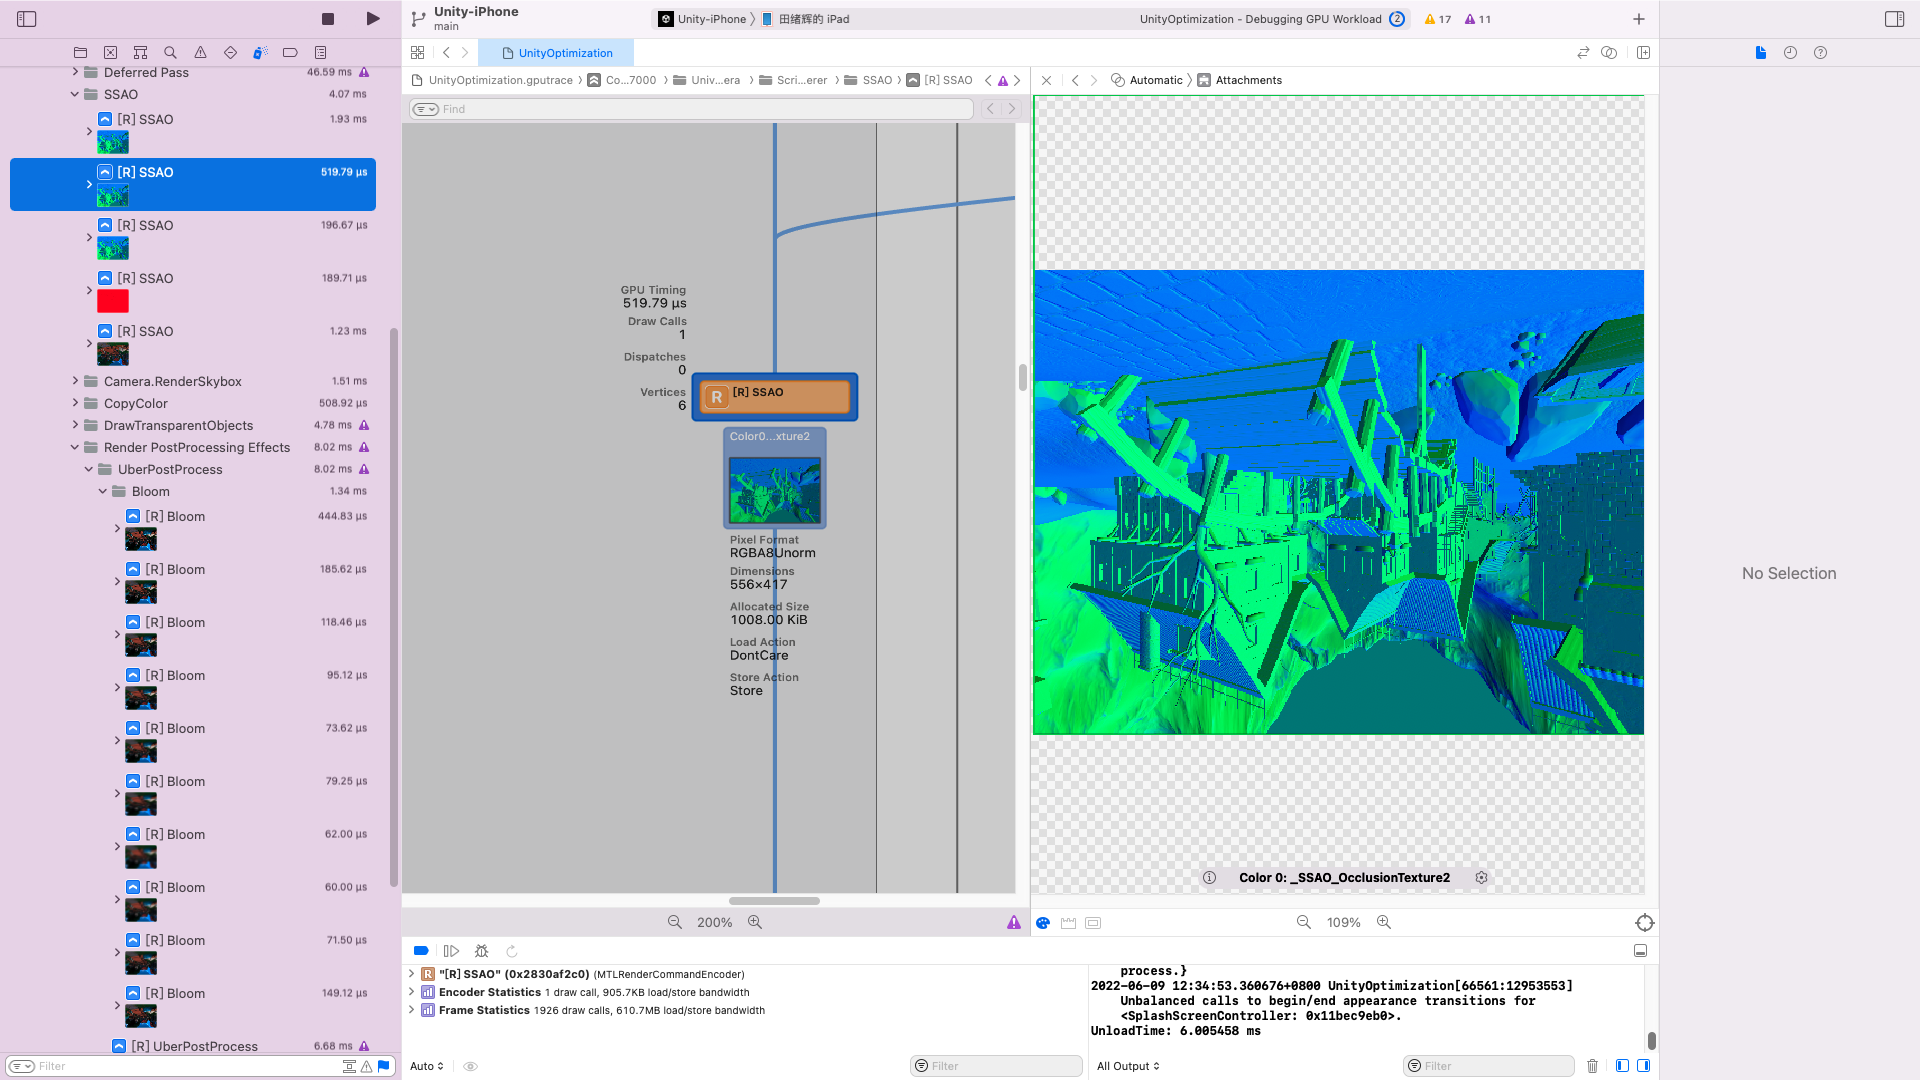 Unity-iPhone
main
Unity-iPhone
田绪辉的 iPad
UnityOptimization - Debugging GPU Workload
2
17
11
UnityOptimization
Deferred Pass 46.59 ms
SSAO 4.07 ms
[R] SSAO 1.93 ms
[R] SSAO 519.79 µs
[R] SSAO 196.67 µs
[R] SSAO 189.71 µs
[R] SSAO 1.23 ms
Camera.RenderSkybox 1.51 ms
CopyColor 508.92 µs
DrawTransparentObjects 4.78 ms
Render PostProcessing Effects 8.02 ms
UberPostProcess 8.02 ms
Bloom 1.34 ms
[R] Bloom 444.83 µs
[R] Bloom 185.62 µs
[R] Bloom 118.46 µs
[R] Bloom 95.12 µs
[R] Bloom 73.62 µs
[R] Bloom 79.25 µs
[R] Bloom 62.00 µs
[R] Bloom 60.00 µs
[R] Bloom 71.50 µs
[R] Bloom 149.12 µs
[R] UberPostProcess 6.68 ms
Filter
UnityOptimization.gputrace
Co...7000
Univ...era
Scri...erer
SSAO
[R] SSAO
Find
GPU Timing
519.79 µs
Draw Calls
1
Dispatches
0
Vertices
6
R
[R] SSAO
Color0...xture2
Pixel Format
RGBA8Unorm
Dimensions
556×417
Allocated Size
1008.00 KiB
Load Action
DontCare
Store Action
Store
200%
Automatic
Attachments
Color 0: _SSAO_OcclusionTexture2
109%
No Selection
R "[R] SSAO" (0x2830af2c0) (MTLRenderCommandEncoder)
Encoder Statistics 1 draw call, 905.7KB load/store bandwidth
Frame Statistics 1926 draw calls, 610.7MB load/store bandwidth
Auto
Filter
process.}
2022-06-09 12:34:53.360676+0800 UnityOptimization[66561:12953553]
Unbalanced calls to begin/end appearance transitions for
<SplashScreenController: 0x11bec9eb0>.
UnloadTime: 6.005458 ms
All Output
Filter